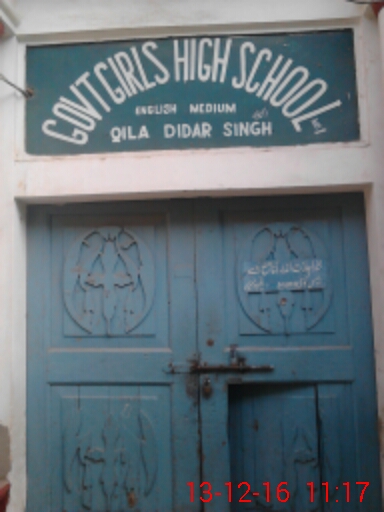 GOVT GIRLS HIGH SCHOOL
ENGLISH MEDIUM
QILA DIDAR SINGH
13-12-16 11:17